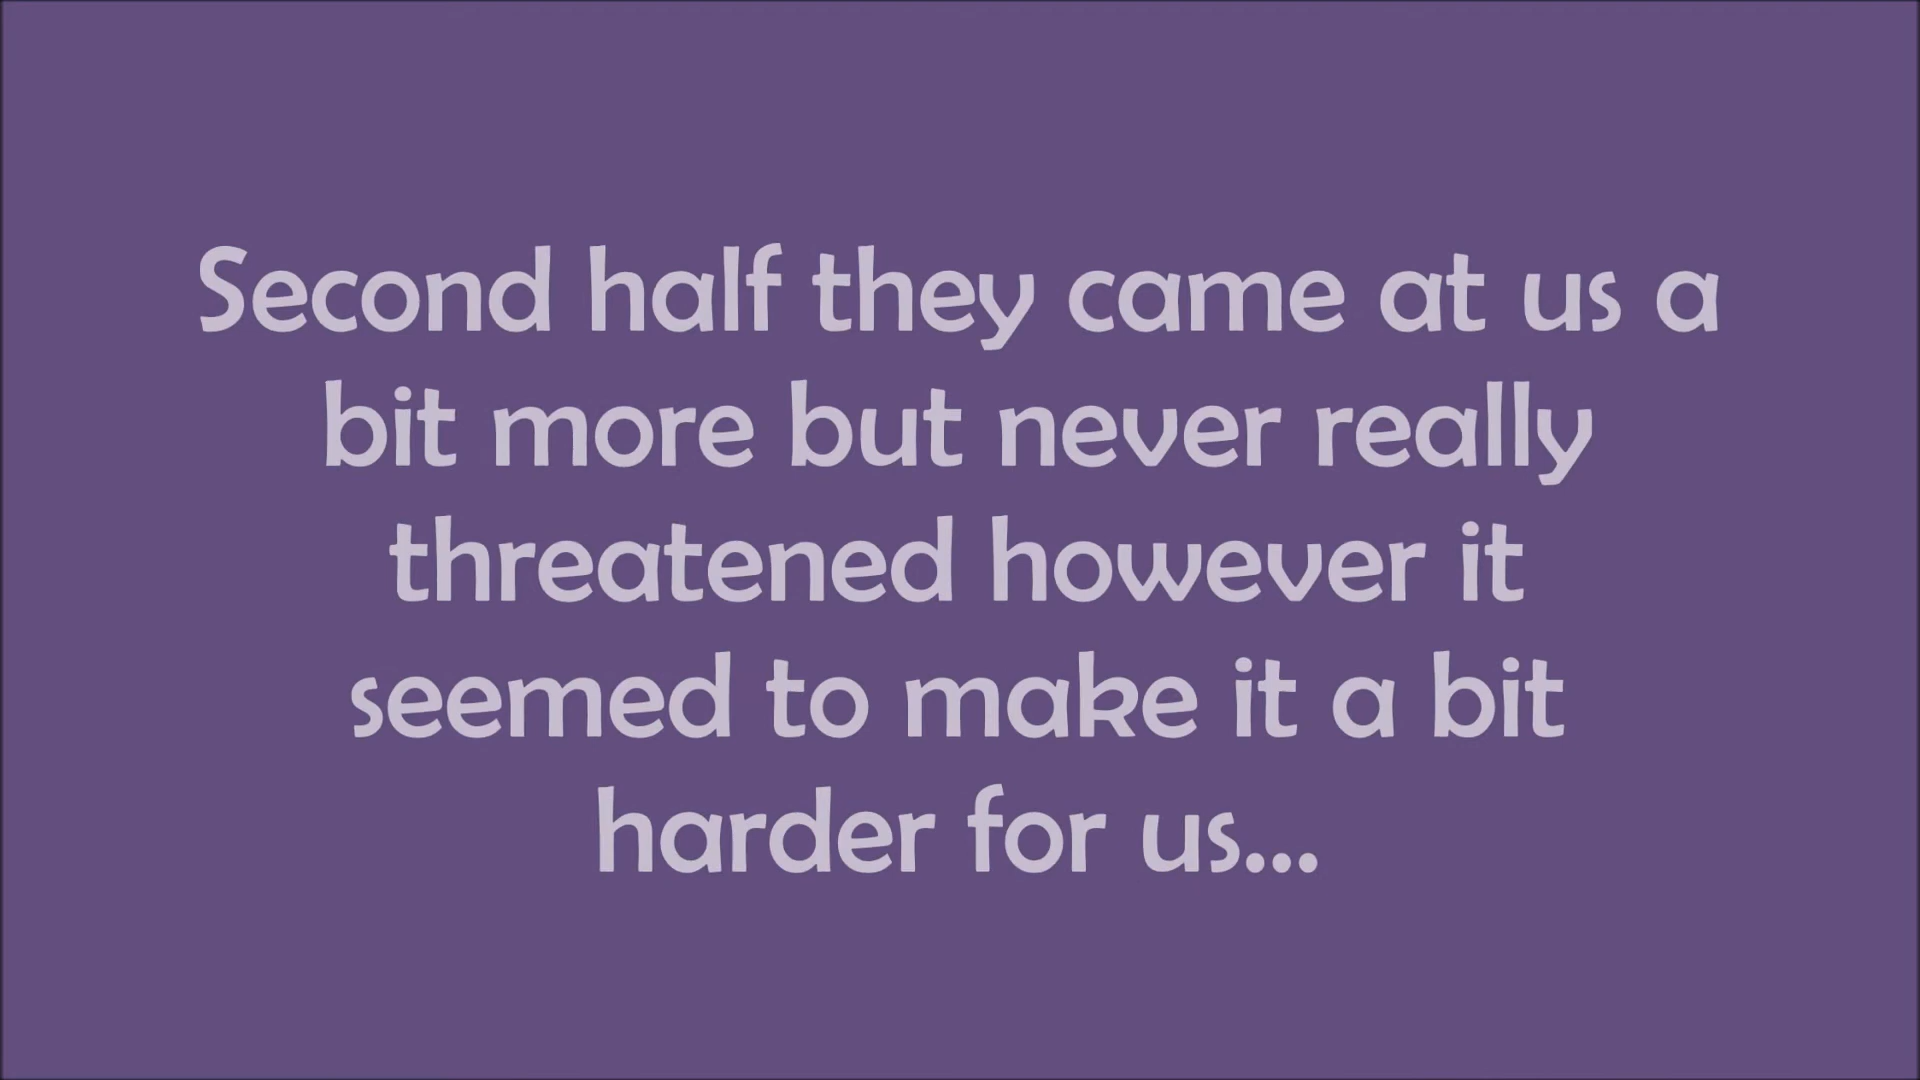 Second half they came at us a
bit more but never really
threatened however it
seemed to make it a bit
harder for us...